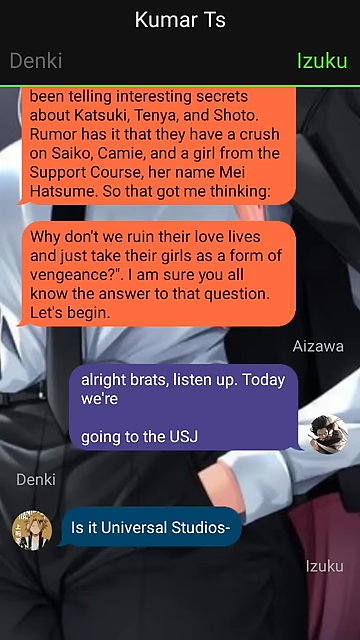 Kumar Ts
Denki
Izuku
been telling interesting secrets
about Katsuki, Tenya, and Shoto.
Rumor has it that they have a crush
on Saiko, Camie, and a girl from the
Support Course, her name Mei
Hatsume. So that got me thinking:
Why don't we ruin their love lives
and just take their girls as a form of
vengeance?". I am sure you all
know the answer to that question.
Let's begin.
Aizawa
alright brats, listen up. Today
we're
going to the USJ
Denki
Is it Universal Studios-
Izuku